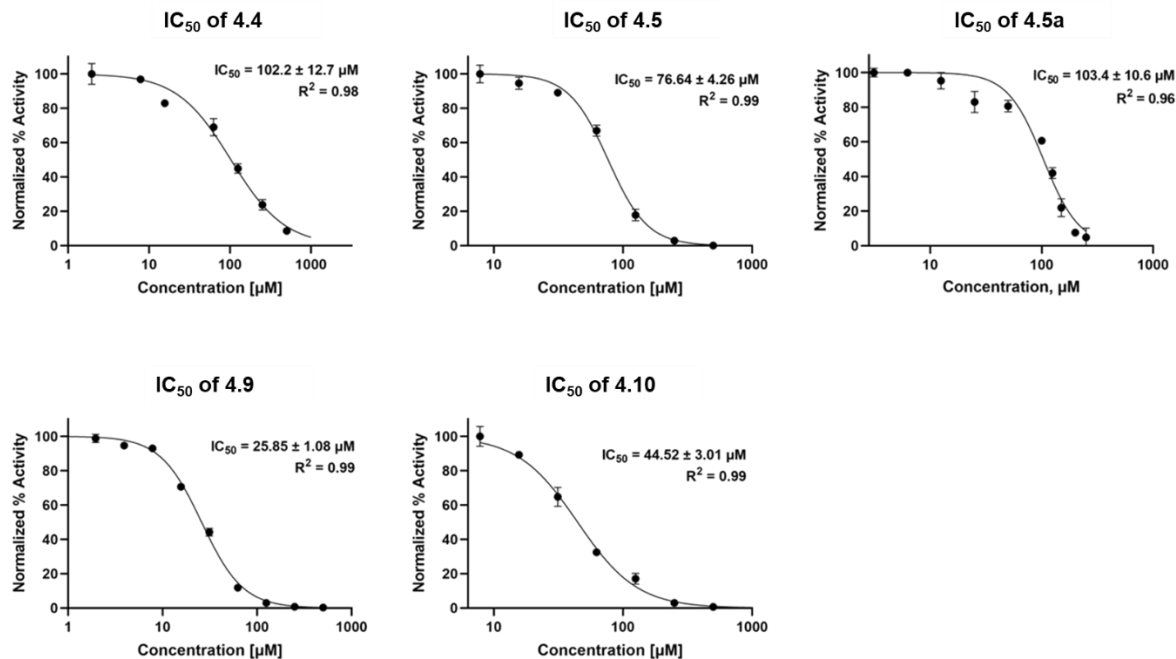 IC₅₀ of 4.4
IC₅₀ = 102.2 ± 12.7 µM
R² = 0.98
Normalized % Activity
100
80
60
40
20
0
1
10
100
1000
Concentration [µM]
IC₅₀ of 4.5
IC₅₀ = 76.64 ± 4.26 µM
R² = 0.99
Normalized % Activity
100
80
60
40
20
0
10
100
1000
Concentration [µM]
IC₅₀ of 4.5a
IC₅₀ = 103.4 ± 10.6 µM
R² = 0.96
Normalized % Activity
100
80
60
40
20
0
10
100
1000
Concentration, µM
IC₅₀ of 4.9
IC₅₀ = 25.85 ± 1.08 µM
R² = 0.99
Normalized % Activity
100
80
60
40
20
0
1
10
100
1000
Concentration [µM]
IC₅₀ of 4.10
IC₅₀ = 44.52 ± 3.01 µM
R² = 0.99
Normalized % Activity
100
80
60
40
20
0
10
100
1000
Concentration [µM]